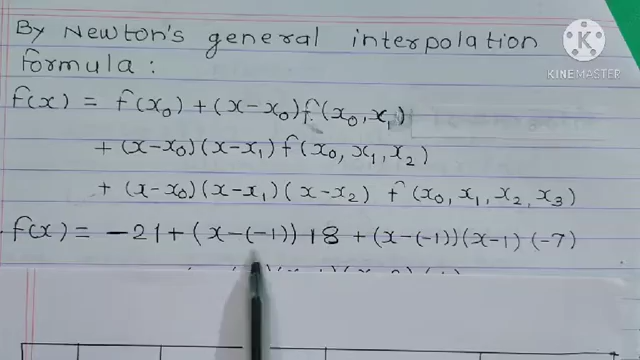 By Newton's general interpolation
formula :
f(x) = f(x₀) + (x-x₀) f(x₀, x₁)
+ (x-x₀) (x-x₁) f(x₀, x₁, x₂)
+ (x-x₀) (x-x₁) (x-x₂) f(x₀, x₁, x₂, x₃)
f(x) = -21 + (x-(-1)) 18 + (x-(-1)) (x-1) (-7)
K
KINEMASTER